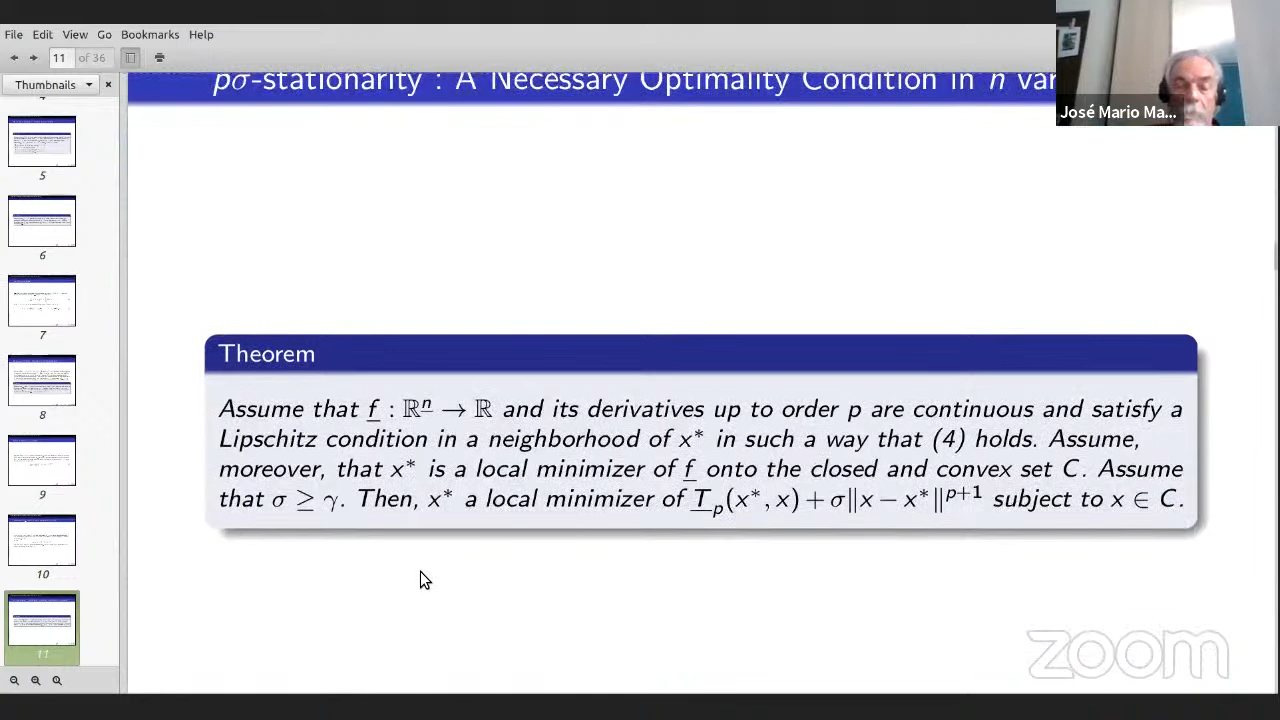 File Edit View Go Bookmarks Help
11 of 36
Thumbnails
pσ-stationarity : A Necessary Optimality Condition in n
José Mario Ma...
5
6
7
8
9
10
11
Theorem
Assume that f : ℝⁿ → ℝ and its derivatives up to order p are continuous and satisfy a
Lipschitz condition in a neighborhood of x* in such a way that (4) holds. Assume,
moreover, that x* is a local minimizer of f onto the closed and convex set C. Assume
that σ ≥ γ. Then, x* a local minimizer of T_p(x*, x) + σ‖x − x*‖^{p+1} subject to x ∈ C.
zoom